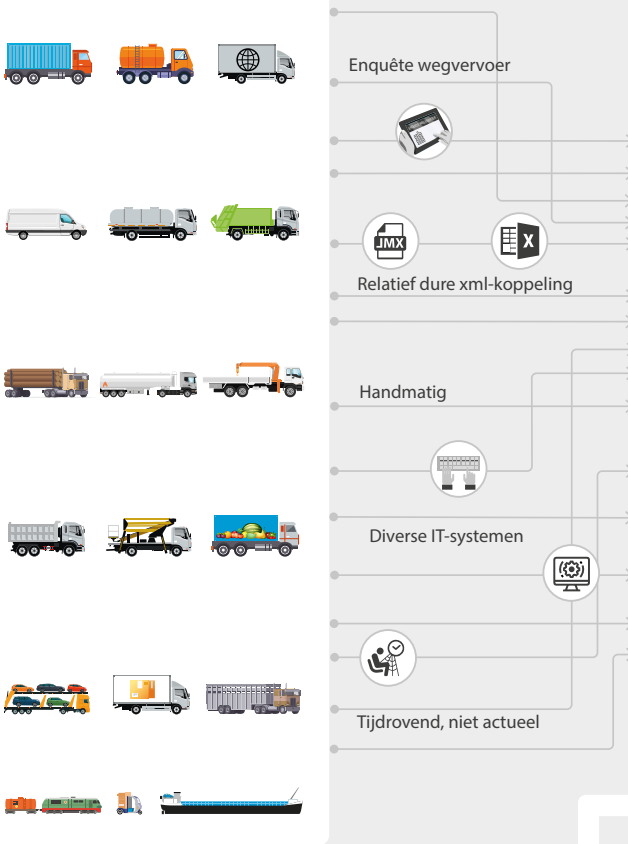 Enquête wegvervoer
JMX
X
Relatief dure xml-koppeling
Handmatig
Diverse IT-systemen
Tijdrovend, niet actueel